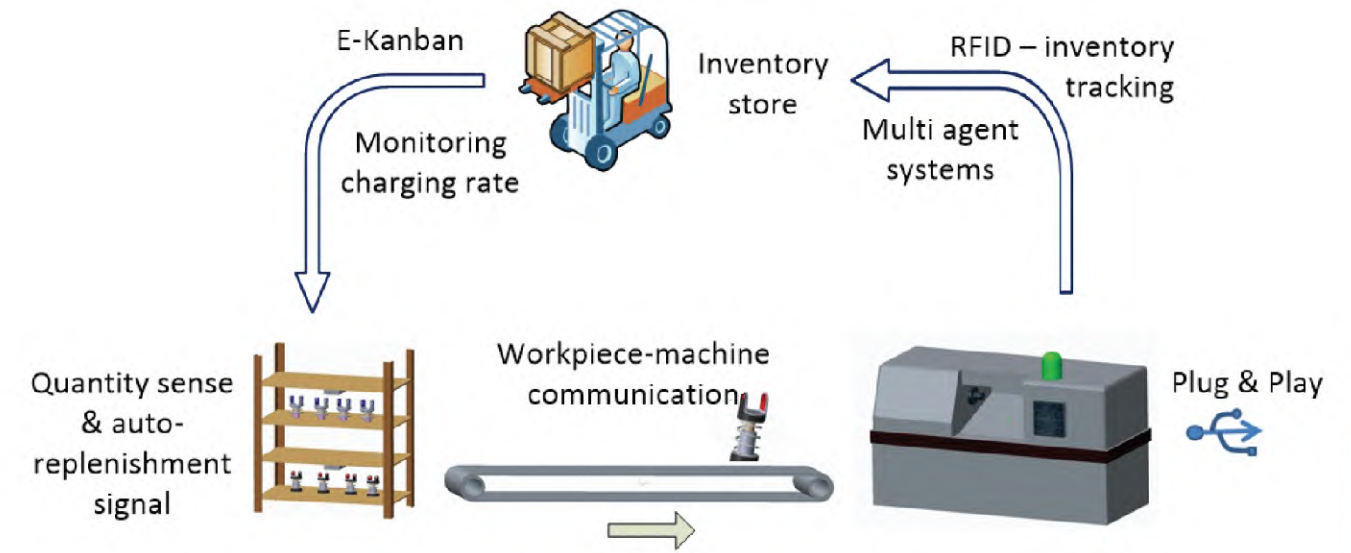 E-Kanban
Monitoring
charging rate
Inventory
store
RFID – inventory
tracking
Multi agent
systems
Quantity sense
& auto-
replenishment
signal
Workpiece-machine
communication
Plug & Play